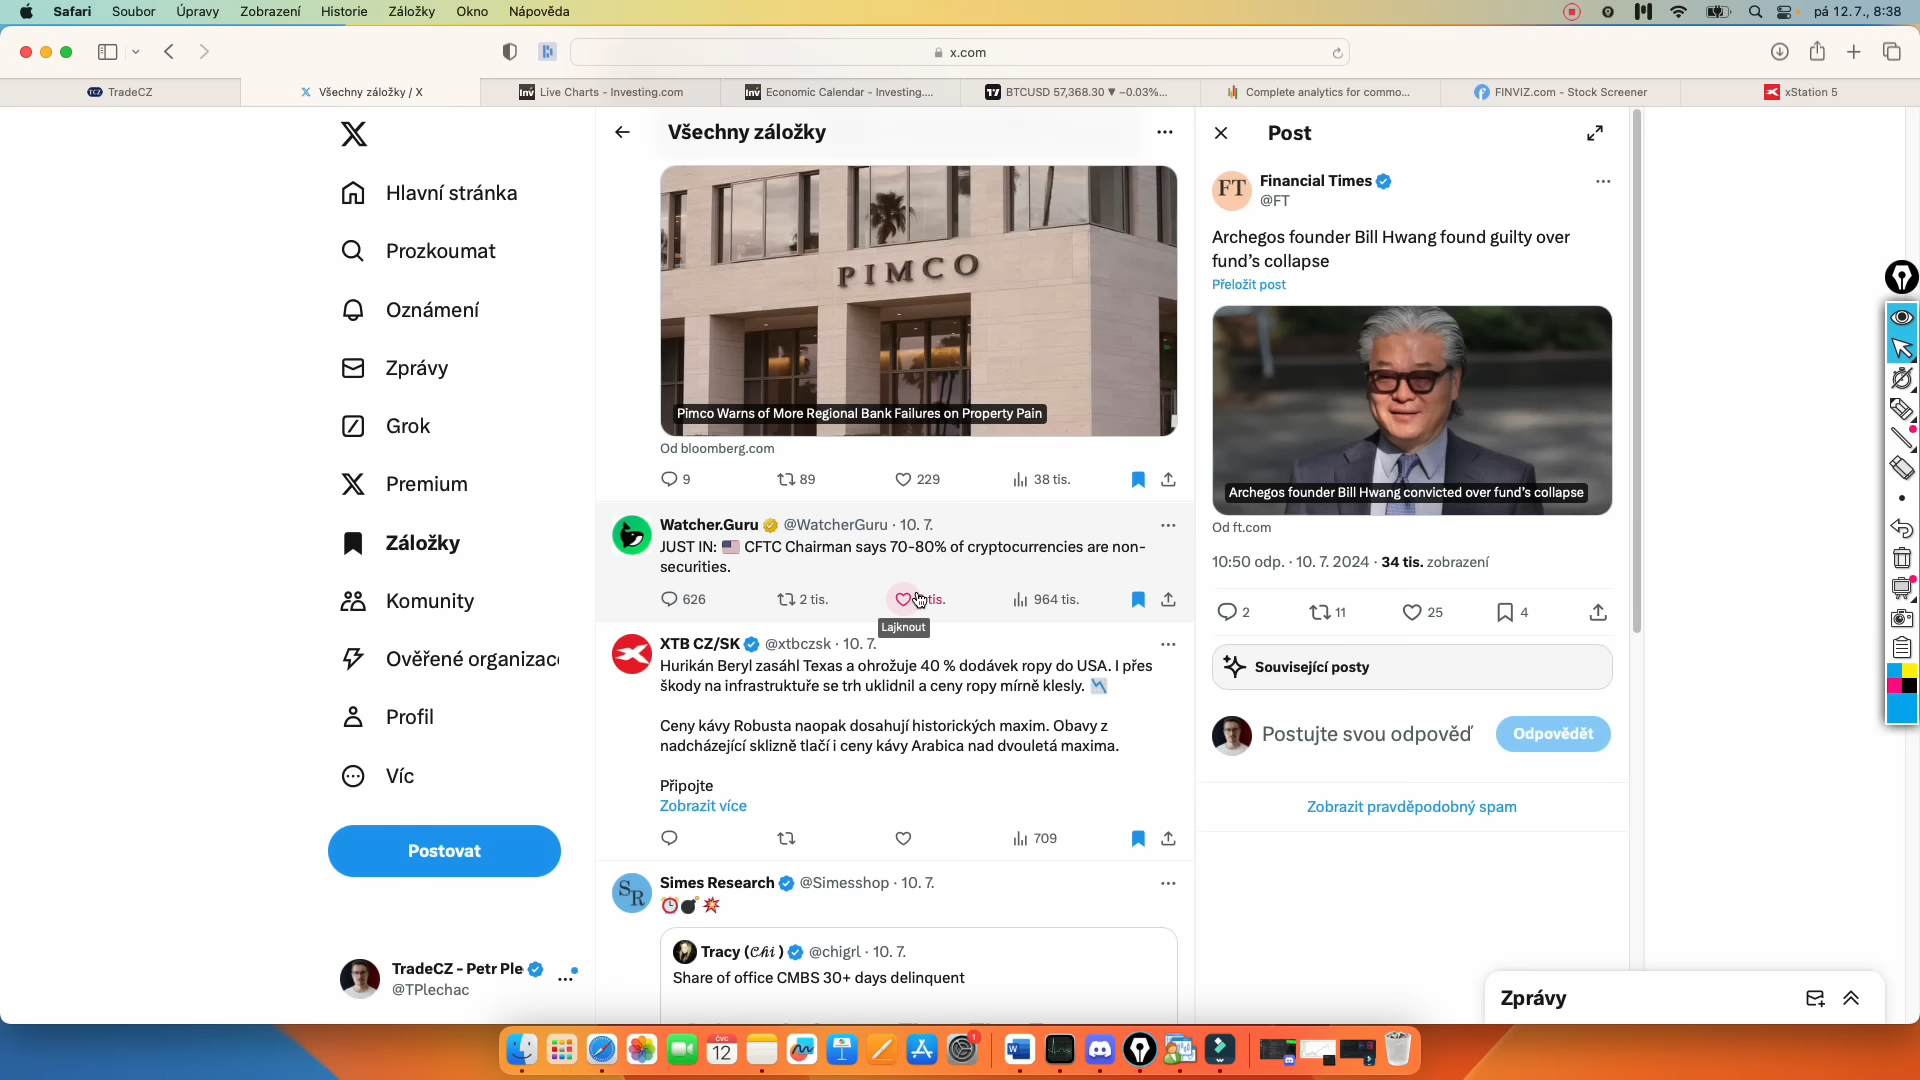 Safari Soubor Úpravy Zobrazení Historie Záložky Okno Nápověda
pá 12.7., 8:38
x.com
TradeCZ
Všechny záložky / X
Live Charts - Investing.com
Economic Calendar - Investing....
BTCUSD 57,368.30 ▼ −0.03%...
Complete analytics for commo...
FINVIZ.com - Stock Screener
xStation 5
Hlavní stránka
Prozkoumat
Oznámení
Zprávy
Grok
Premium
Záložky
Komunity
Ověřené organizac
Profil
Víc
Postovat
TradeCZ - Petr Ple
@TPlechac
Všechny záložky
PIMCO
Pimco Warns of More Regional Bank Failures on Property Pain
Od bloomberg.com
9 89 229 38 tis.
Watcher.Guru @WatcherGuru · 10. 7.
JUST IN: 🇺🇸 CFTC Chairman says 70-80% of cryptocurrencies are non-
securities.
626 2 tis. tis. 964 tis.
Lajknout
XTB CZ/SK @xtbczsk · 10. 7.
Hurikán Beryl zasáhl Texas a ohrožuje 40 % dodávek ropy do USA. I přes
škody na infrastruktuře se trh uklidnil a ceny ropy mírně klesly. 📉
Ceny kávy Robusta naopak dosahují historických maxim. Obavy z
nadcházející sklizně tlačí i ceny kávy Arabica nad dvouletá maxima.
Připojte
Zobrazit více
709
Simes Research @Simesshop · 10. 7.
⏰💣💥
Tracy (𝒞𝒽𝒾 ) @chigrl · 10. 7.
Share of office CMBS 30+ days delinquent
Post
FT
Financial Times
@FT
Archegos founder Bill Hwang found guilty over
fund's collapse
Přeložit post
Archegos founder Bill Hwang convicted over fund's collapse
Od ft.com
10:50 odp. · 10. 7. 2024 · 34 tis. zobrazení
2 11 25 4
Související posty
Postujte svou odpověď
Odpovědět
Zobrazit pravděpodobný spam
Zprávy
SR
CVC
12
1